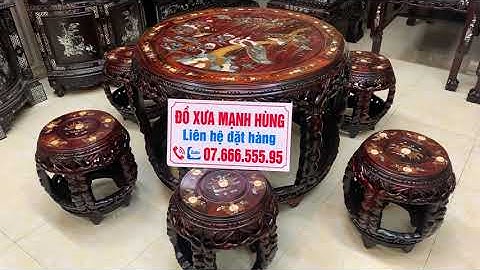 ĐỒ XƯA MẠNH HÙNG
Liên hệ đặt hàng
07.666.555.95